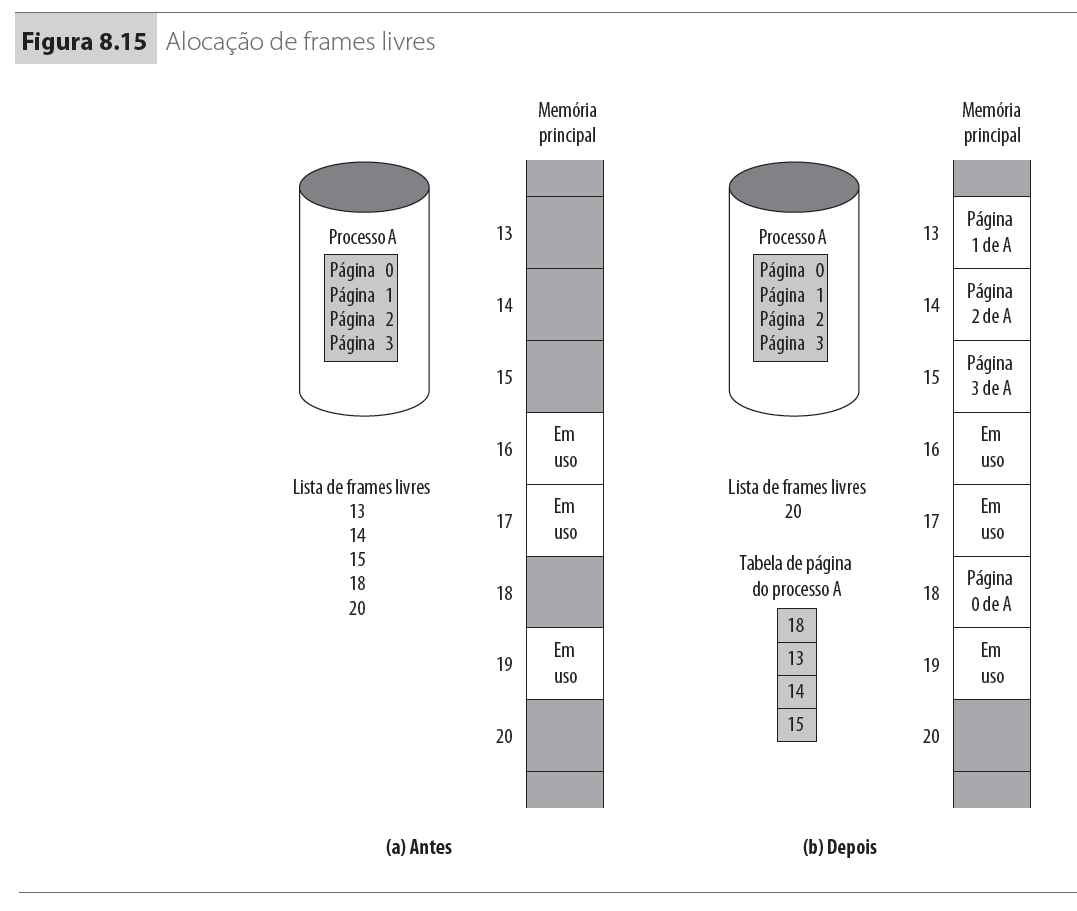 Figura 8.15 Alocação de frames livres
Memória
principal
Processo A
Página 0
Página 1
Página 2
Página 3
Lista de frames livres
13
14
15
18
20
13
14
15
16
Em
uso
17
Em
uso
18
19
Em
uso
20
(a) Antes
Memória
principal
Processo A
Página 0
Página 1
Página 2
Página 3
Lista de frames livres
20
Tabela de página
do processo A
18
13
14
15
13
Página
1 de A
14
Página
2 de A
15
Página
3 de A
16
Em
uso
17
Em
uso
18
Página
0 de A
19
Em
uso
20
(b) Depois